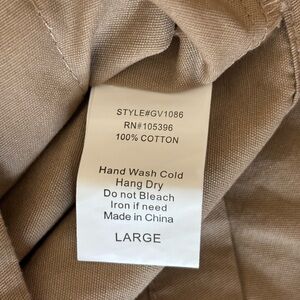 STYLE#GV1086
RN#105396
100% COTTON
Hand Wash Cold
Hang Dry
Do not Bleach
Iron if need
Made in China
LARGE